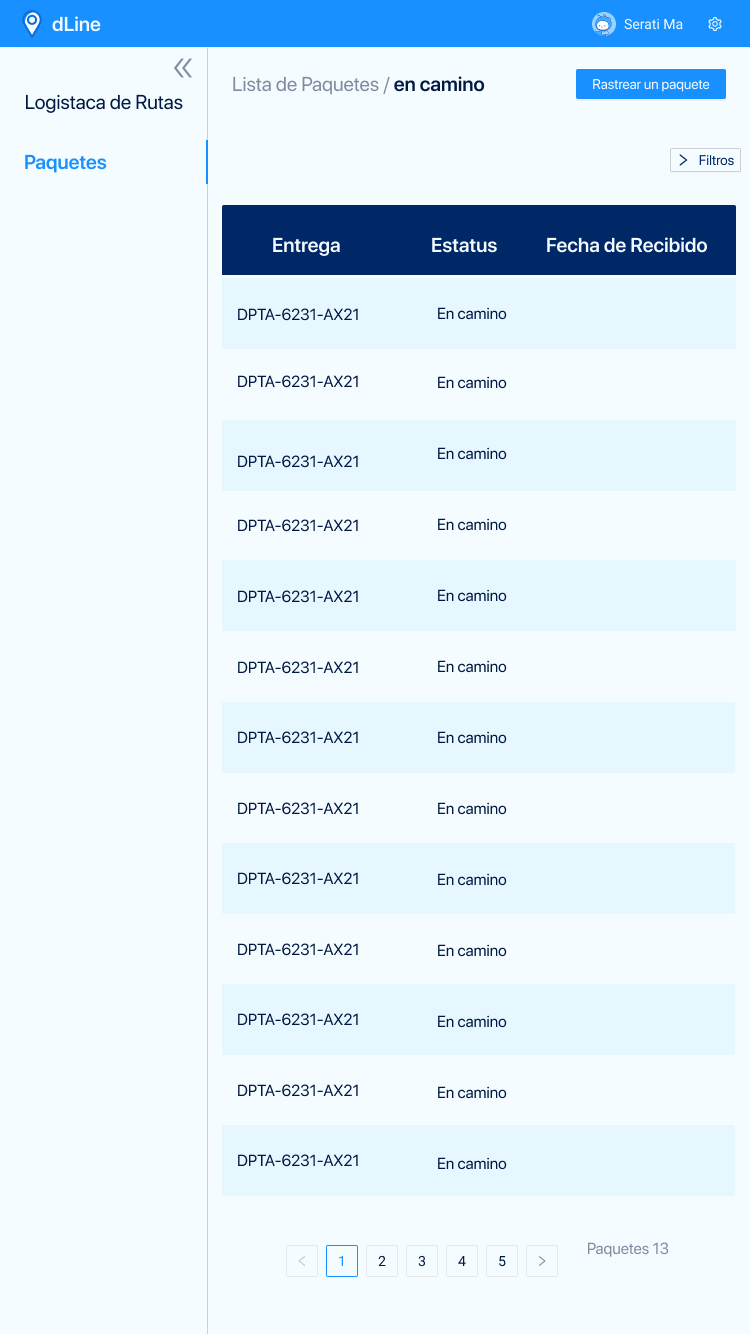 dLine
Serati Ma
Logistaca de Rutas
Paquetes
Lista de Paquetes / en camino
Rastrear un paquete
Filtros
Entrega Estatus Fecha de Recibido
DPTA-6231-AX21 En camino
DPTA-6231-AX21 En camino
DPTA-6231-AX21 En camino
DPTA-6231-AX21 En camino
DPTA-6231-AX21 En camino
DPTA-6231-AX21 En camino
DPTA-6231-AX21 En camino
DPTA-6231-AX21 En camino
DPTA-6231-AX21 En camino
DPTA-6231-AX21 En camino
DPTA-6231-AX21 En camino
DPTA-6231-AX21 En camino
DPTA-6231-AX21 En camino
1 2 3 4 5
Paquetes 13